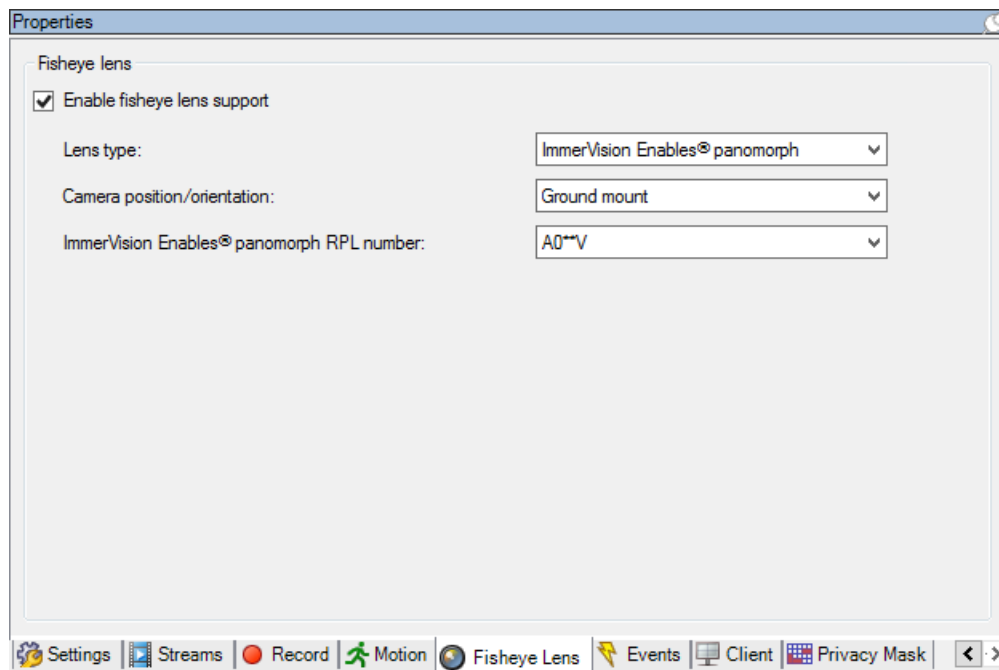 Properties
Fisheye lens
Enable fisheye lens support
Lens type: ImmerVision Enables® panomorph
Camera position/orientation: Ground mount
ImmerVision Enables® panomorph RPL number: A0**V
Settings Streams Record Motion Fisheye Lens Events Client Privacy Mask